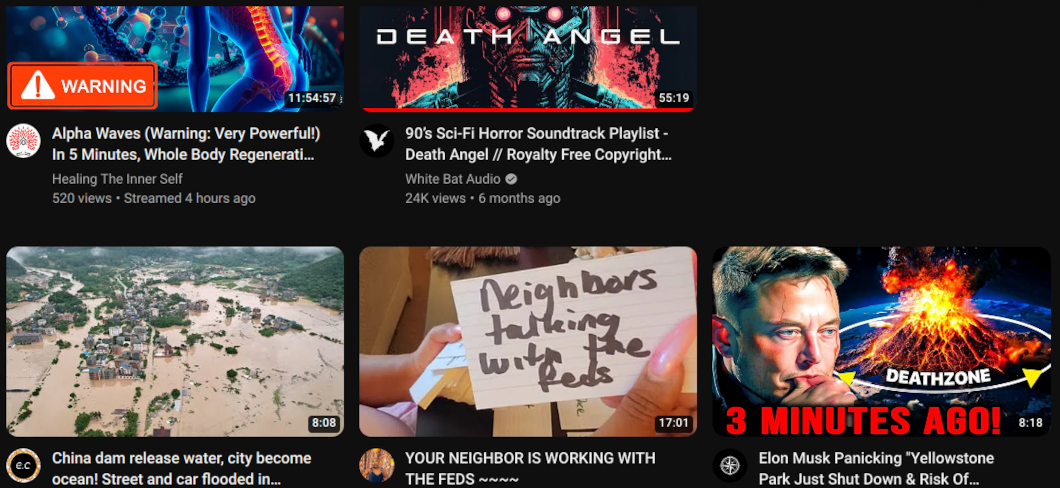 WARNING
11:54:57
Alpha Waves (Warning: Very Powerful!)
In 5 Minutes, Whole Body Regenerati...
Healing The Inner Self
520 views • Streamed 4 hours ago
DEATH ANGEL
55:19
90's Sci-Fi Horror Soundtrack Playlist -
Death Angel // Royalty Free Copyright...
White Bat Audio
24K views • 6 months ago
8:08
e.c
China dam release water, city become
ocean! Street and car flooded in...
Neighbors
talking
with the
feds
17:01
YOUR NEIGHBOR IS WORKING WITH
THE FEDS ~~~~
DEATHZONE
3 MINUTES AGO!
8:18
Elon Musk Panicking "Yellowstone
Park Just Shut Down & Risk Of...